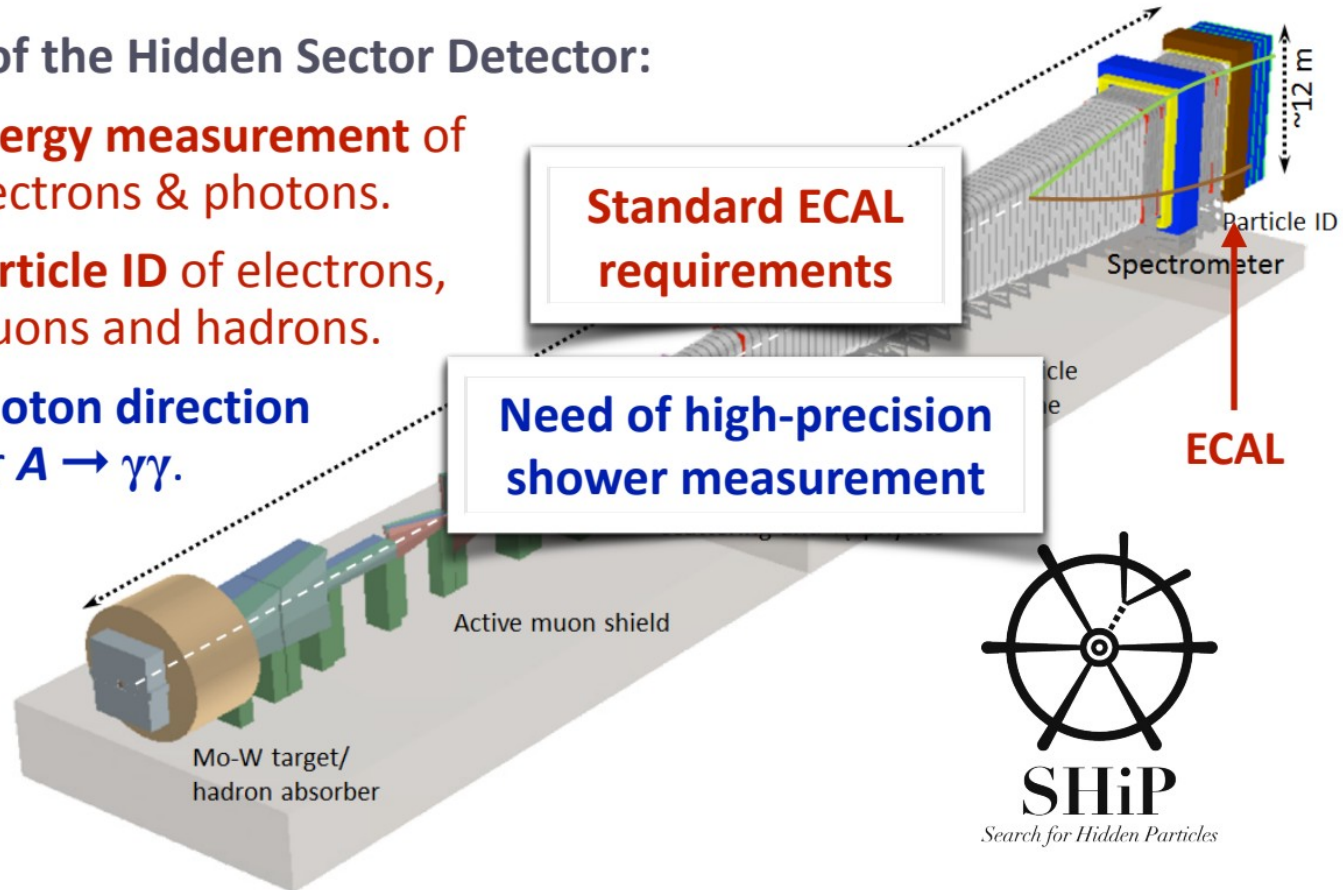 of the Hidden Sector Detector:
ergy measurement of
ectrons & photons.
rticle ID of electrons,
uons and hadrons.
oton direction
A → γγ.
Standard ECAL
requirements
Need of high-precision
shower measurement
~12 m
Particle ID
Spectrometer
icle
ECAL
Active muon shield
Mo-W target/
hadron absorber
SHiP
Search for Hidden Particles